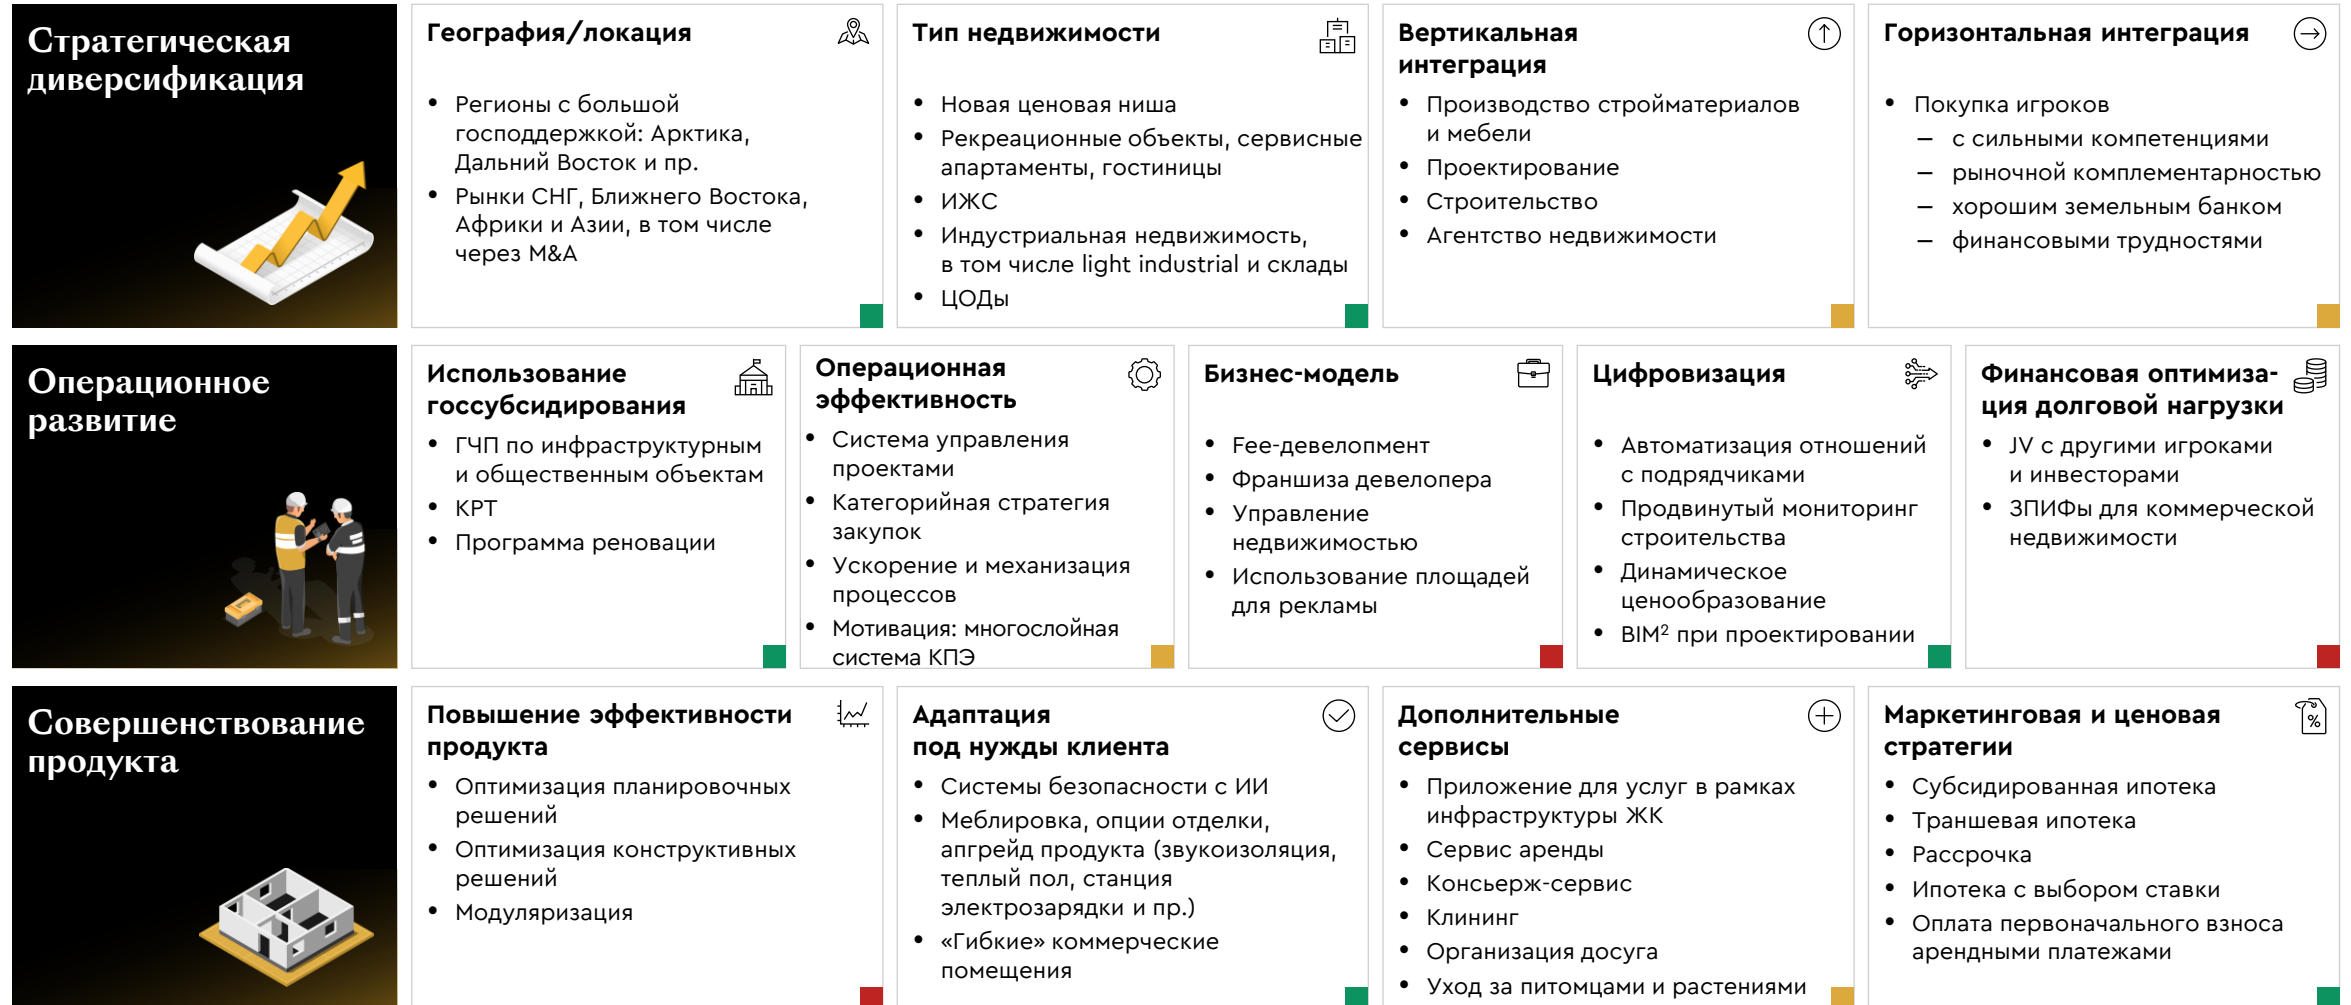 Стратегическая
диверсификация
География/локация
• Регионы с большой
господдержкой: Арктика,
Дальний Восток и пр.
• Рынки СНГ, Ближнего Востока,
Африки и Азии, в том числе
через M&A
Тип недвижимости
• Новая ценовая ниша
• Рекреационные объекты, сервисные
апартаменты, гостиницы
• ИЖС
• Индустриальная недвижимость,
в том числе light industrial и склады
• ЦОДы
Вертикальная
интеграция
• Производство стройматериалов
и мебели
• Проектирование
• Строительство
• Агентство недвижимости
Горизонтальная интеграция
• Покупка игроков
– с сильными компетенциями
– рыночной комплементарностью
– хорошим земельным банком
– финансовыми трудностями
Операционное
развитие
Использование
госсубсидирования
• ГЧП по инфраструктурным
и общественным объектам
• КРТ
• Программа реновации
Операционная
эффективность
• Система управления
проектами
• Категорийная стратегия
закупок
• Ускорение и механизация
процессов
• Мотивация: многослойная
система КПЭ
Бизнес-модель
• Fee-девелопмент
• Франшиза девелопера
• Управление
недвижимостью
• Использование площадей
для рекламы
Цифровизация
• Автоматизация отношений
с подрядчиками
• Продвинутый мониторинг
строительства
• Динамическое
ценообразование
• BIM² при проектировании
Финансовая оптимиза-
ция долговой нагрузки
• JV с другими игроками
и инвесторами
• ЗПИФы для коммерческой
недвижимости
Совершенствование
продукта
Повышение эффективности
продукта
• Оптимизация планировочных
решений
• Оптимизация конструктивных
решений
• Модуляризация
Адаптация
под нужды клиента
• Системы безопасности с ИИ
• Меблировка, опции отделки,
апгрейд продукта (звукоизоляция,
теплый пол, станция
электрозарядки и пр.)
• «Гибкие» коммерческие
помещения
Дополнительные
сервисы
• Приложение для услуг в рамках
инфраструктуры ЖК
• Сервис аренды
• Консьерж-сервис
• Клининг
• Организация досуга
• Уход за питомцами и растениями
Маркетинговая и ценовая
стратегии
%
• Субсидированная ипотека
• Траншевая ипотека
• Рассрочка
• Ипотека с выбором ставки
• Оплата первоначального взноса
арендными платежами